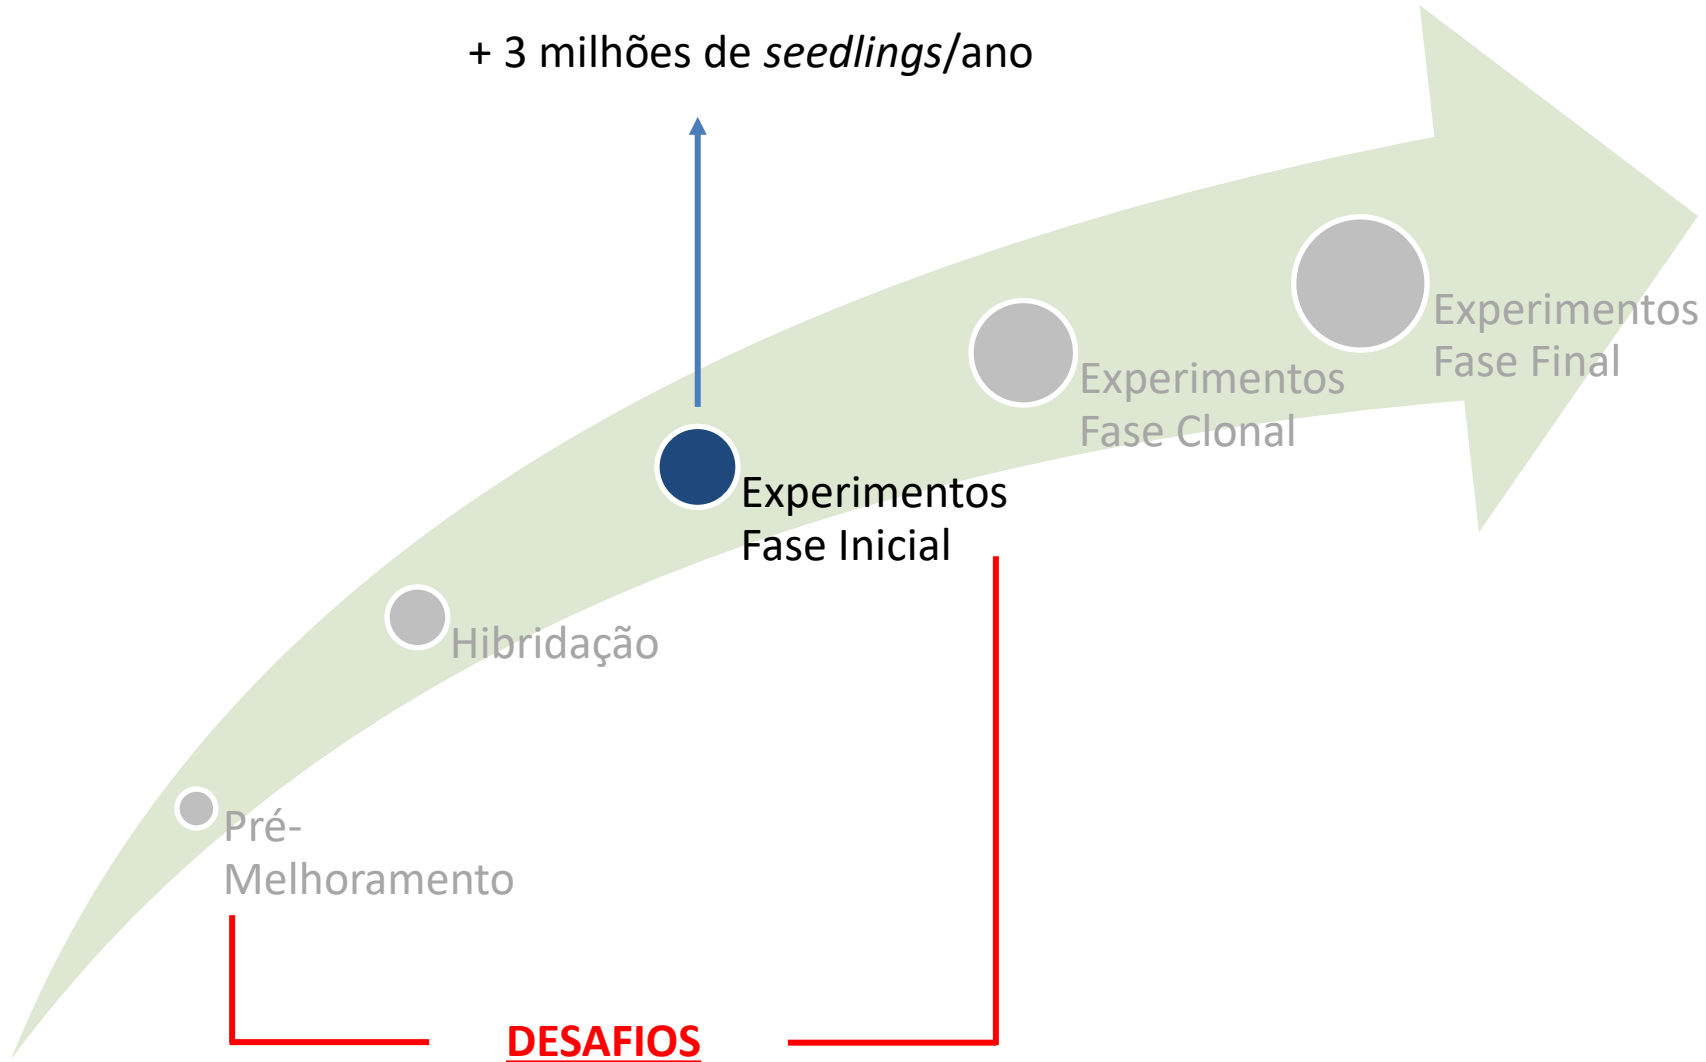 + 3 milhões de seedlings/ano
Experimentos
Fase Final
Experimentos
Fase Clonal
Experimentos
Fase Inicial
Hibridação
Pré-
Melhoramento
DESAFIOS